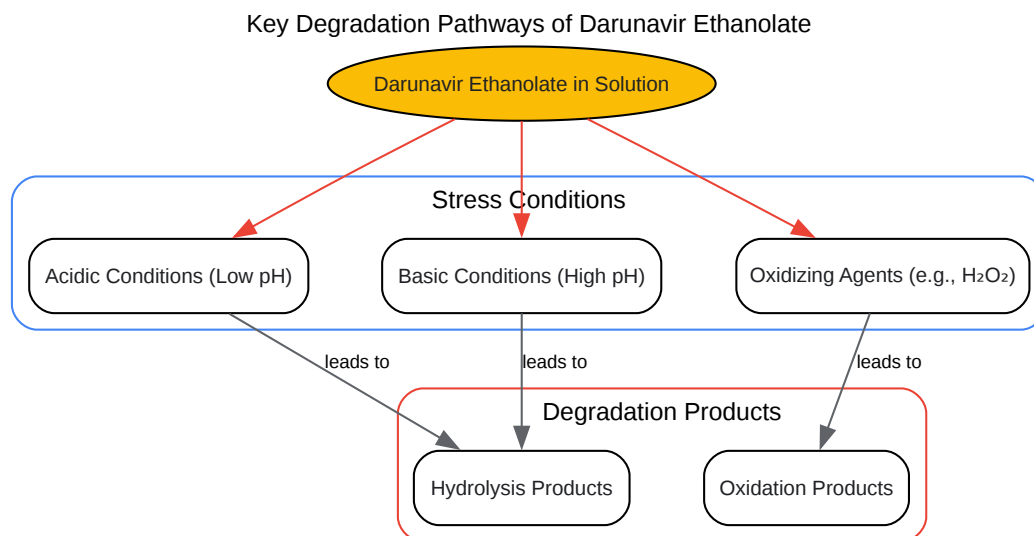 Key Degradation Pathways of Darunavir Ethanolate
Darunavir Ethanolate in Solution
Stress Conditions
Acidic Conditions (Low pH)
Basic Conditions (High pH)
Oxidizing Agents (e.g., H₂O₂)
leads to
leads to
leads to
Degradation Products
Hydrolysis Products
Oxidation Products